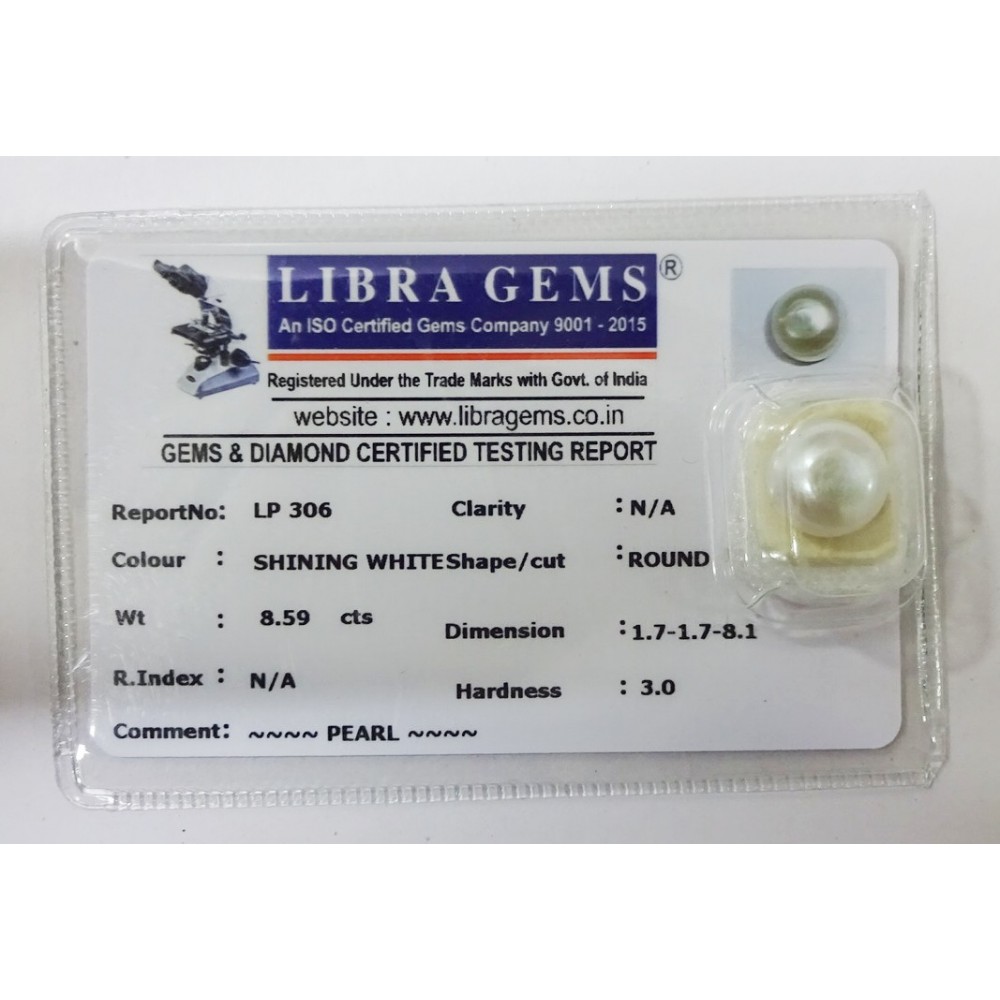 LIBRA GEMS ®
An ISO Certified Gems Company 9001 - 2015
Registered Under the Trade Marks with Govt. of India
website : www.libragems.co.in
GEMS & DIAMOND CERTIFIED TESTING REPORT
ReportNo: LP 306 Clarity : N/A
Colour : SHINING WHITE Shape/cut : ROUND
Wt : 8.59 cts Dimension : 1.7-1.7-8.1
R.Index : N/A Hardness : 3.0
Comment: ~~~~ PEARL ~~~~